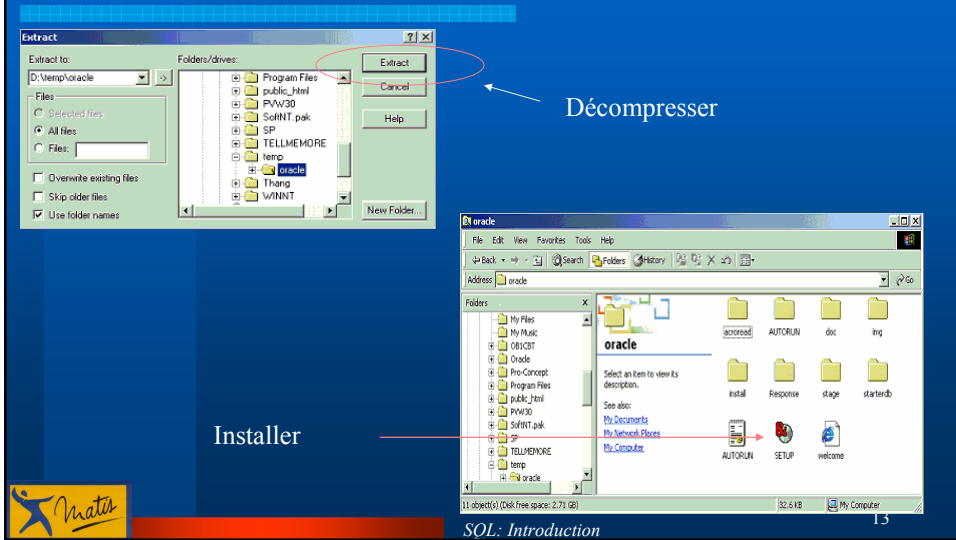 Extract
Extract to:
D:\temp\oracle
Folders/drives:
Files
Selected files
All files
Files:
Overwrite existing files
Skip older files
Use folder names
Program Files
public_html
PVW30
SoftNT.pak
SP
TELLMEMORE
temp
oracle
Thang
WINNT
Extract
Cancel
Help
New Folder...
Décompresser
oracle
File Edit View Favorites Tools Help
Back Search Folders History
Address oracle Go
Folders x
My Files
My Music
OB1CBT
Oracle
Pro-Concept
Program Files
public_html
PVW30
SoftNT.pak
SP
TELLMEMORE
temp
oracle
oracle
Select an item to view its
description.
See also:
My Documents
My Network Places
My Computer
acroread AUTORUN doc img
install Response stage starterdb
AUTORUN SETUP welcome
11 object(s) (Disk free space: 2.71 GB) 32.6 KB My Computer
Installer
Matis
SQL: Introduction
13